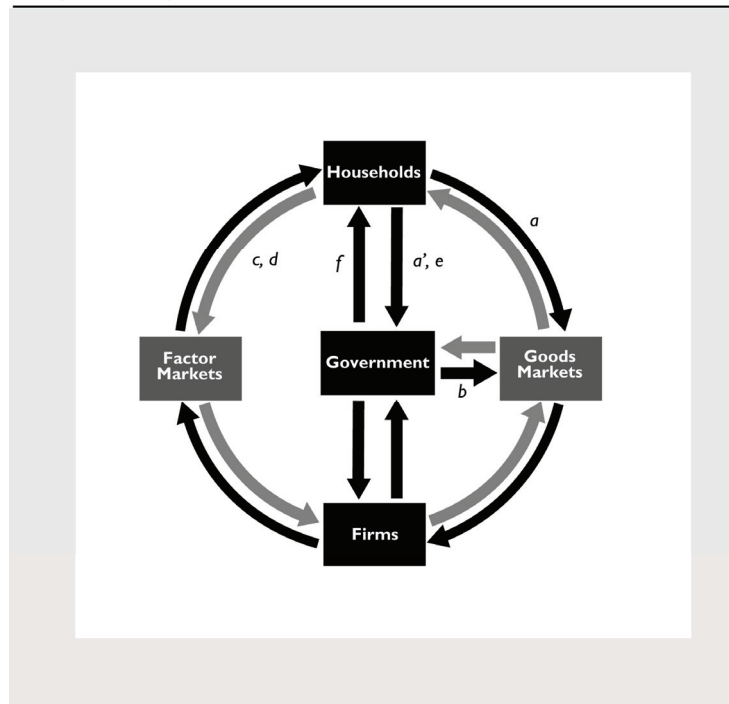 Households
a
c, d
f
a’, e
Factor
Markets
Government
Goods
Markets
b
Firms